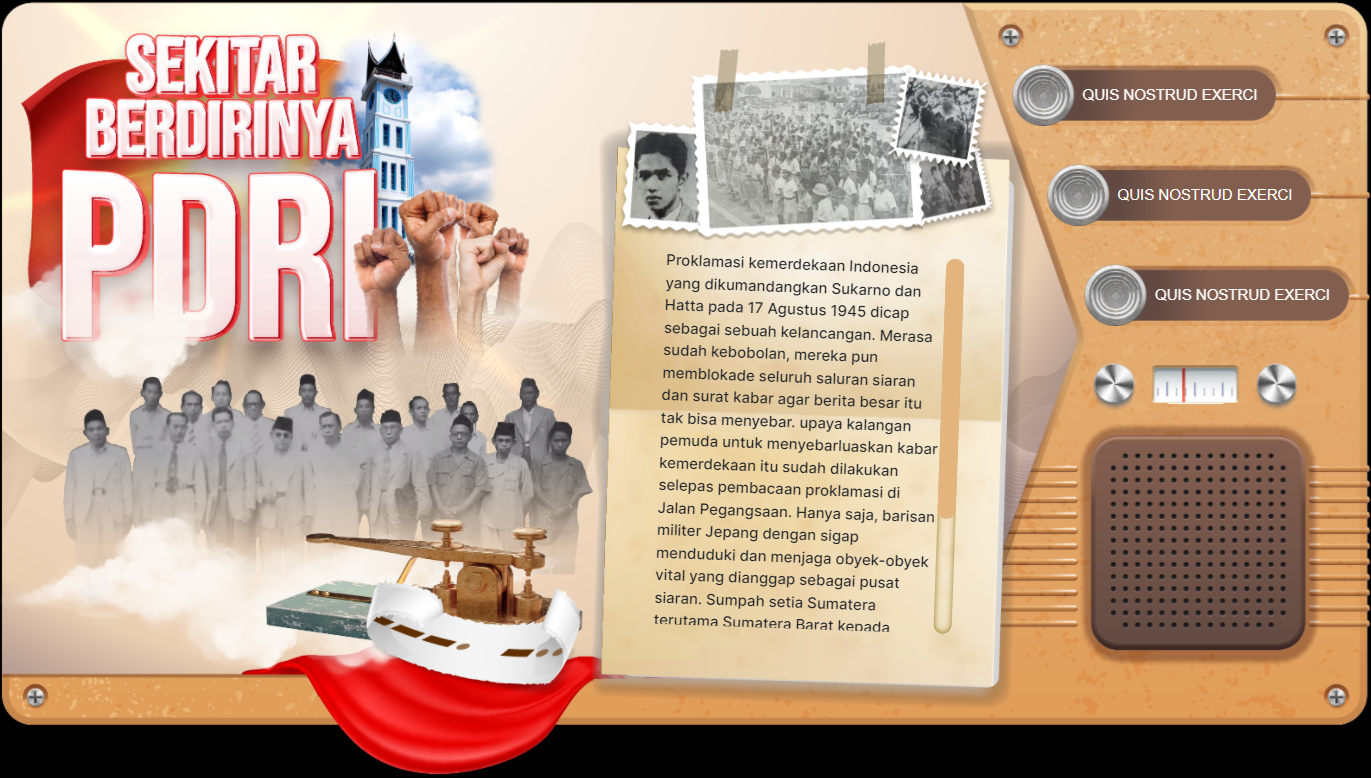 SEKITAR
BERDIRINYA
PDRI
Proklamasi kemerdekaan Indonesia
yang dikumandangkan Sukarno dan
Hatta pada 17 Agustus 1945 dicap
sebagai sebuah kelancangan. Merasa
sudah kebobolan, mereka pun
memblokade seluruh saluran siaran
dan surat kabar agar berita besar itu
tak bisa menyebar. upaya kalangan
pemuda untuk menyebarluaskan kabar
kemerdekaan itu sudah dilakukan
selepas pembacaan proklamasi di
Jalan Pegangsaan. Hanya saja, barisan
militer Jepang dengan sigap
menduduki dan menjaga obyek-obyek
vital yang dianggap sebagai pusat
siaran. Sumpah setia Sumatera
terutama Sumatera Barat kepada
QUIS NOSTRUD EXERCI
QUIS NOSTRUD EXERCI
QUIS NOSTRUD EXERCI